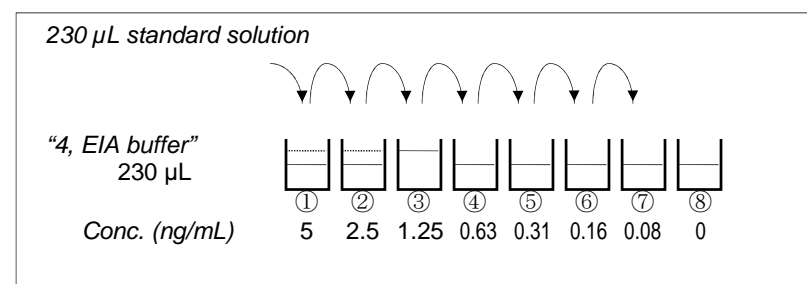 230 µL standard solution
“4, EIA buffer”
230 µL
① ② ③ ④ ⑤ ⑥ ⑦ ⑧
Conc. (ng/mL) 5 2.5 1.25 0.63 0.31 0.16 0.08 0